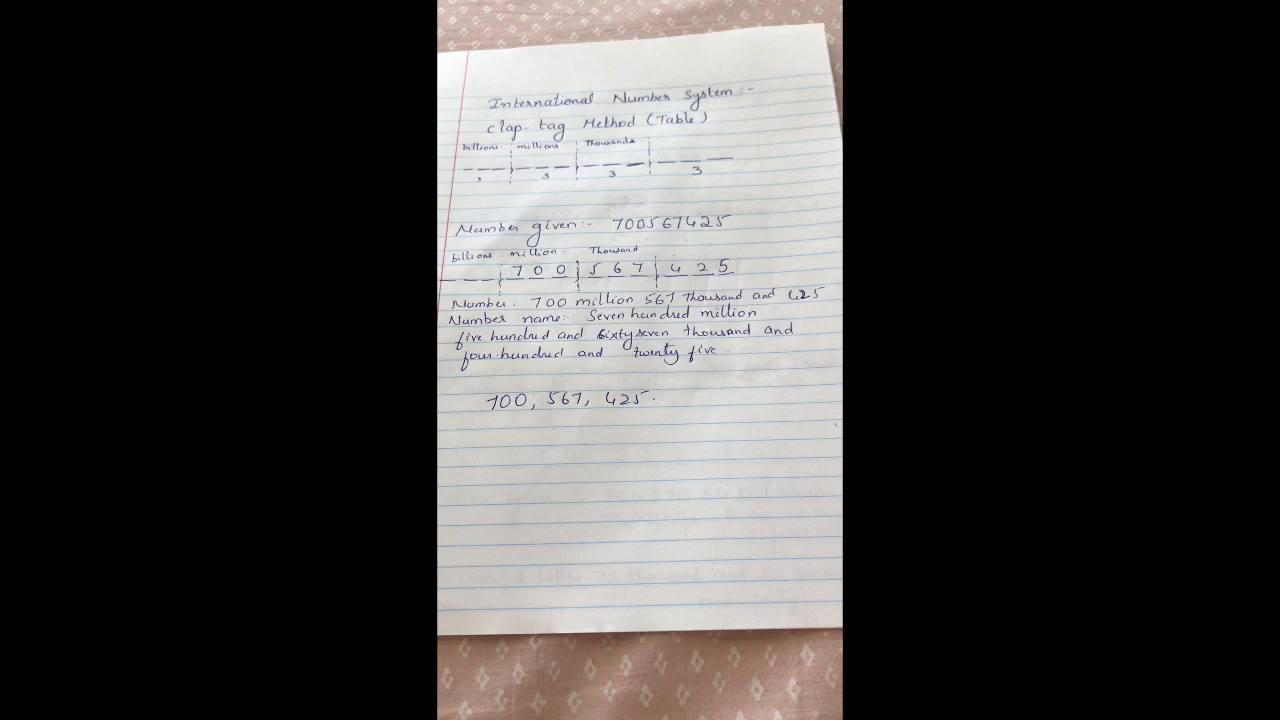 International Number System:-
Clap-tag Method (Table)
billions millions Thousands
3 3 3 3
Number given:- 700567425
billions million Thousand
7 0 0 5 6 7 4 2 5
Number: 700 million 567 thousand and 425
Number name:- Seven hundred million
five hundred and sixty seven thousand and
four hundred and twenty five.
700, 567, 425.